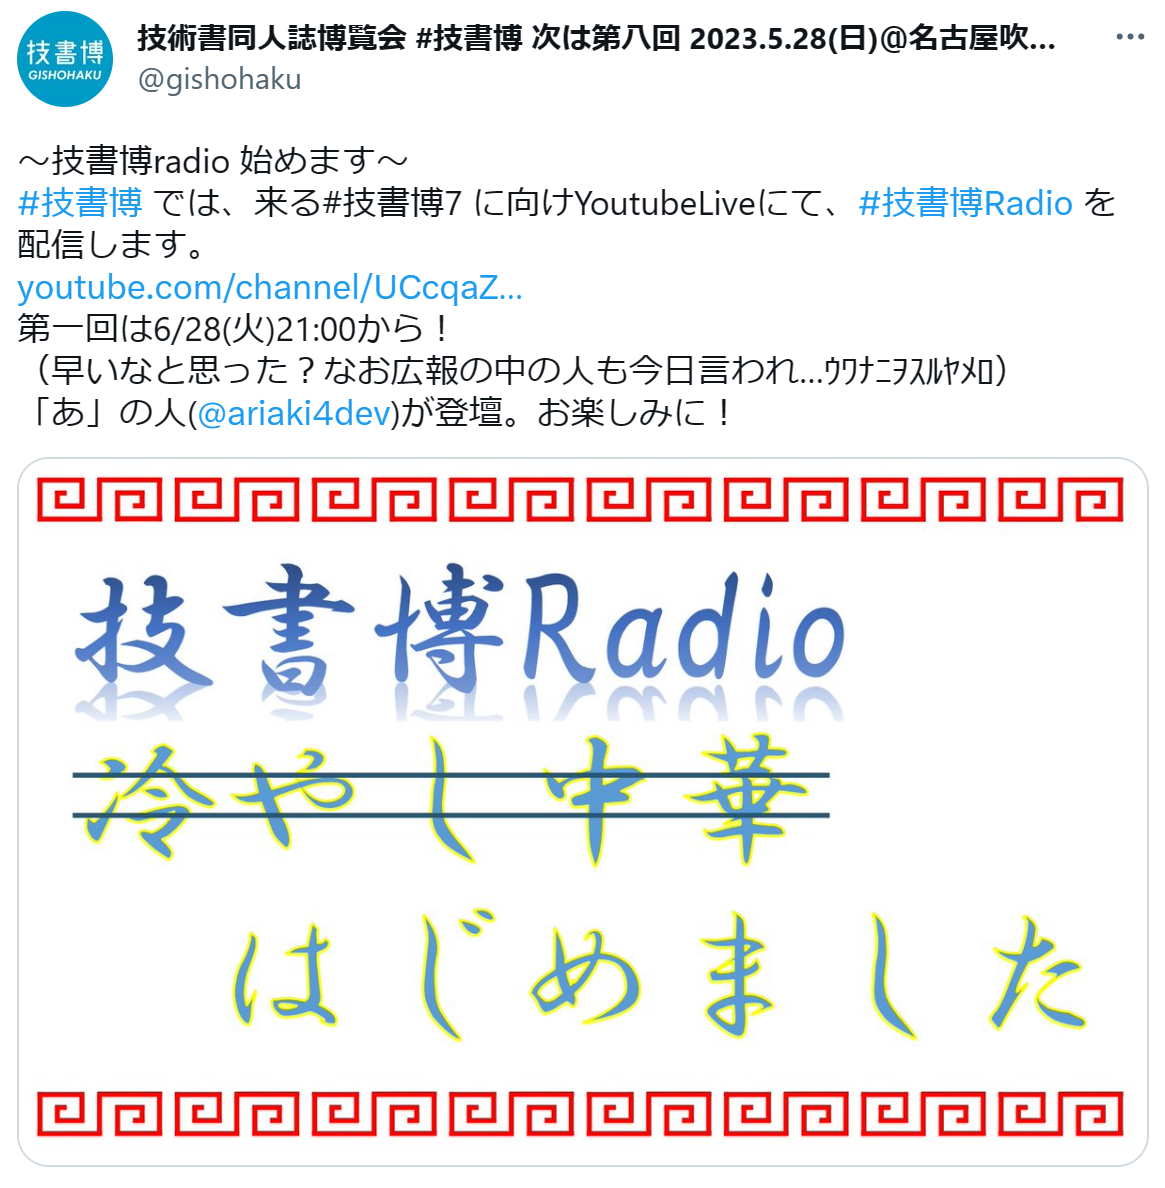 技書博
GISHOHAKU
技術書同人誌博覧会 #技書博 次は第八回 2023.5.28(日)@名古屋吹...
@gishohaku
～技書博radio 始めます～
#技書博 では、来る#技書博7 に向けYoutubeLiveにて、#技書博Radio を
配信します。
youtube.com/channel/UCcqaZ...
第一回は6/28(火)21:00から！
（早いなと思った？なお広報の中の人も今日言われ…ｳﾜﾅﾆｦｽﾙﾔﾒﾛ）
「あ」の人(@ariaki4dev)が登壇。お楽しみに！
技書博Radio
冷やし中華
はじめました